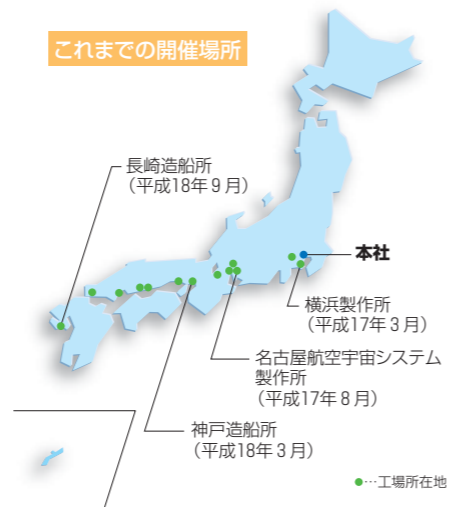 これまでの開催場所
長崎造船所
(平成18年9月)
本社
横浜製作所
(平成17年3月)
名古屋航空宇宙システム
製作所
(平成17年8月)
神戸造船所
(平成18年3月)
●…工場所在地